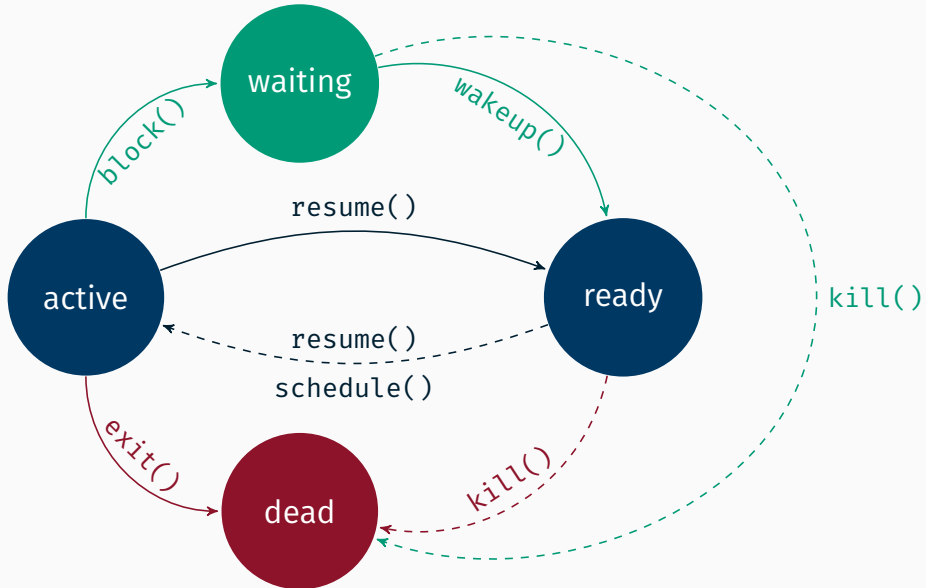 waiting
wakeup()
block()
resume()
active
ready
kill()
resume()
schedule()
exit()
kill()
dead